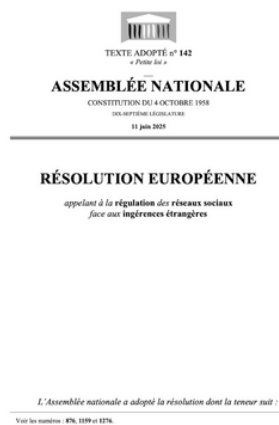 TEXTE ADOPTÉ n° 142
« Petite loi »
ASSEMBLÉE NATIONALE
CONSTITUTION DU 4 OCTOBRE 1958
DIX-SEPTIÈME LÉGISLATURE
11 juin 2025
RÉSOLUTION EUROPÉENNE
appelant à la régulation des réseaux sociaux
face aux ingérences étrangères
L'Assemblée nationale a adopté la résolution dont la teneur suit :
Voir les numéros : 876, 1159 et 1276.